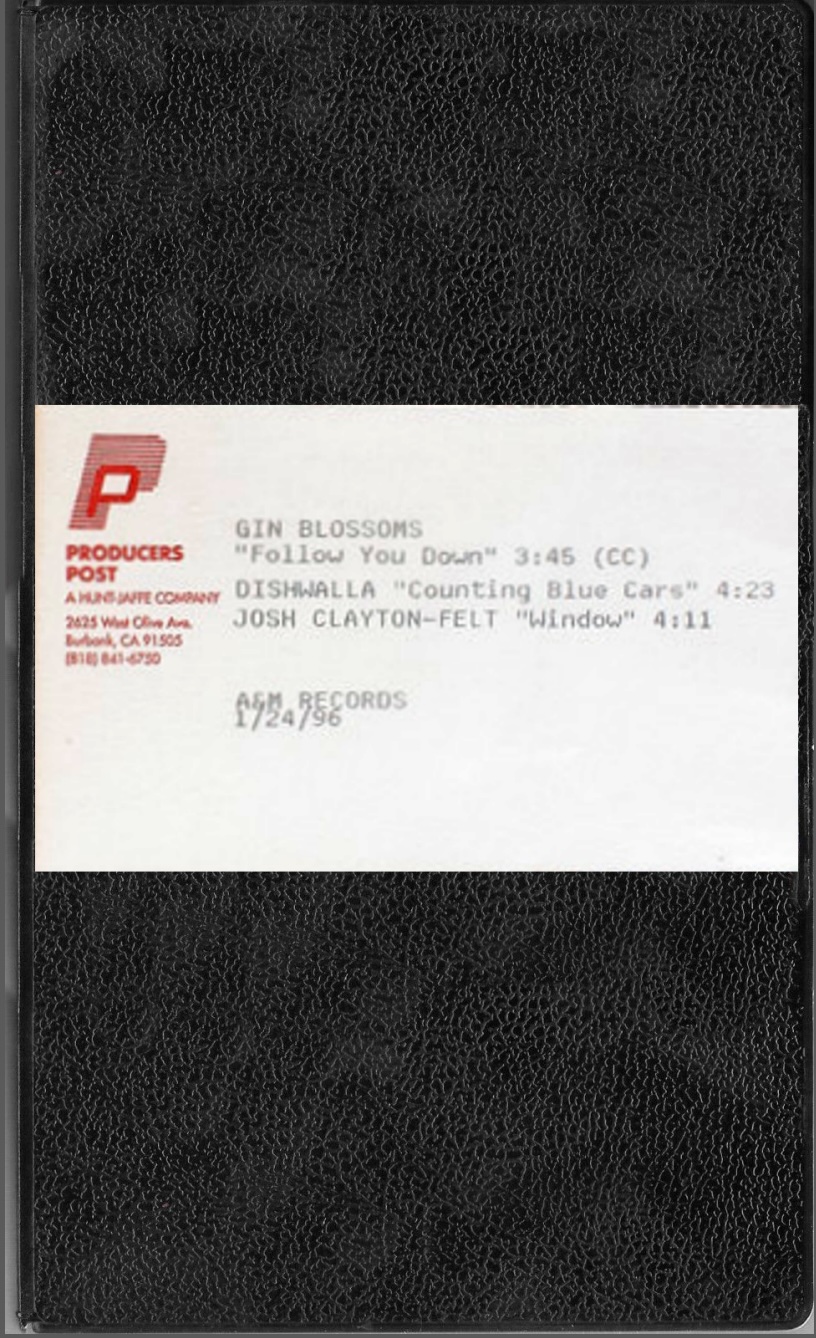 P
PRODUCERS
POST
A HUNT-JAFFE COMPANY
2625 West Olive Ave.
Burbank, CA 91505
(818) 841-6750
GIN BLOSSOMS
"Follow You Down" 3:45 (CC)
DISHWALLA "Counting Blue Cars" 4:23
JOSH CLAYTON-FELT "Window" 4:11
A&M RECORDS
1/24/96